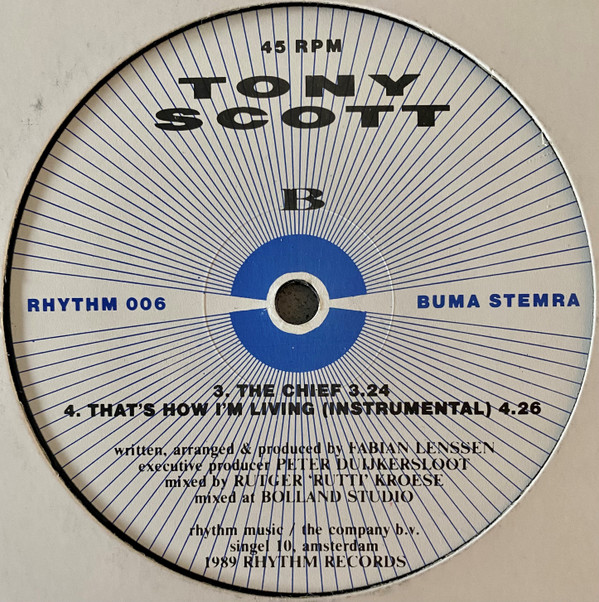 45 RPM
TONY
SCOTT
B
RHYTHM 006
BUMA STEMRA
3. THE CHIEF 3.24
4. THAT'S HOW I'M LIVING (INSTRUMENTAL) 4.26
written, arranged & produced by FABIAN LENSSEN
executive producer PETER DUIJKERSLOOT
mixed by RUTGER 'RUTTI' KROESE
mixed at BOLLAND STUDIO
rhythm music / the company b.v.
singel 10, amsterdam
1989 RHYTHM RECORDS